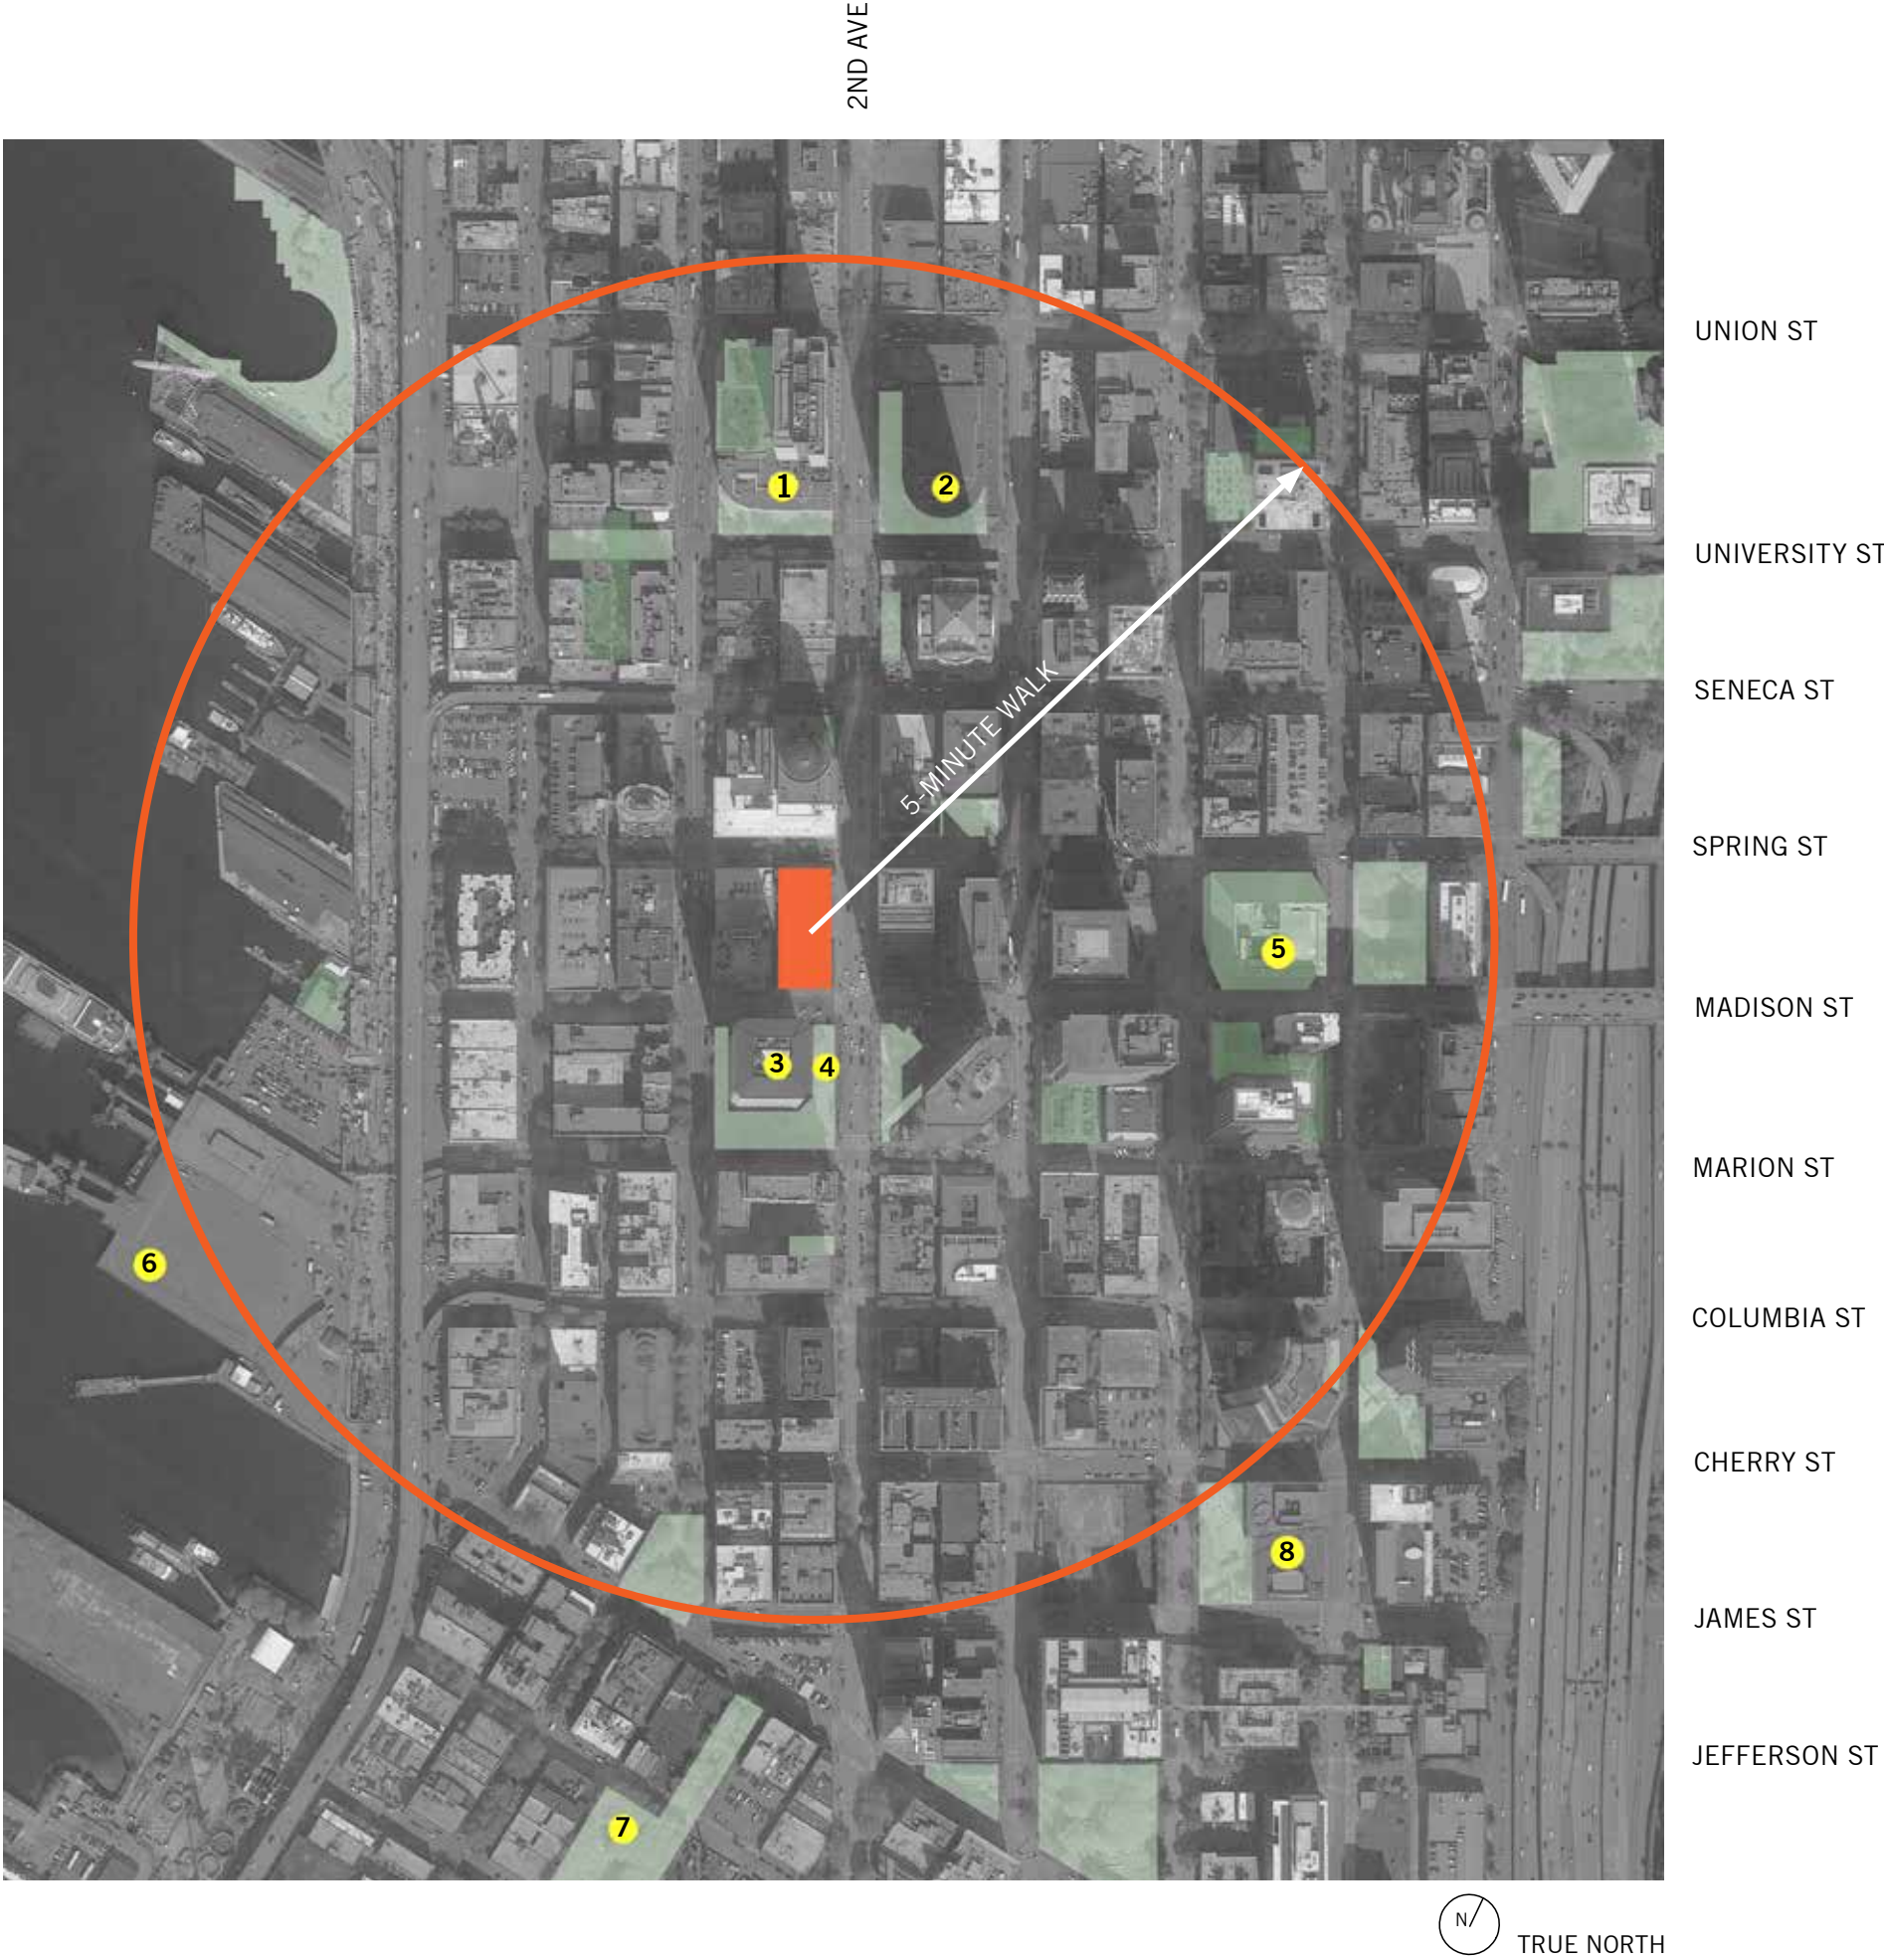 2ND AVE
UNION ST
1
2
UNIVERSITY ST
SENECA ST
5-MINUTE WALK
SPRING ST
5
MADISON ST
3
4
MARION ST
6
COLUMBIA ST
CHERRY ST
8
JAMES ST
JEFFERSON ST
7
N
TRUE NORTH